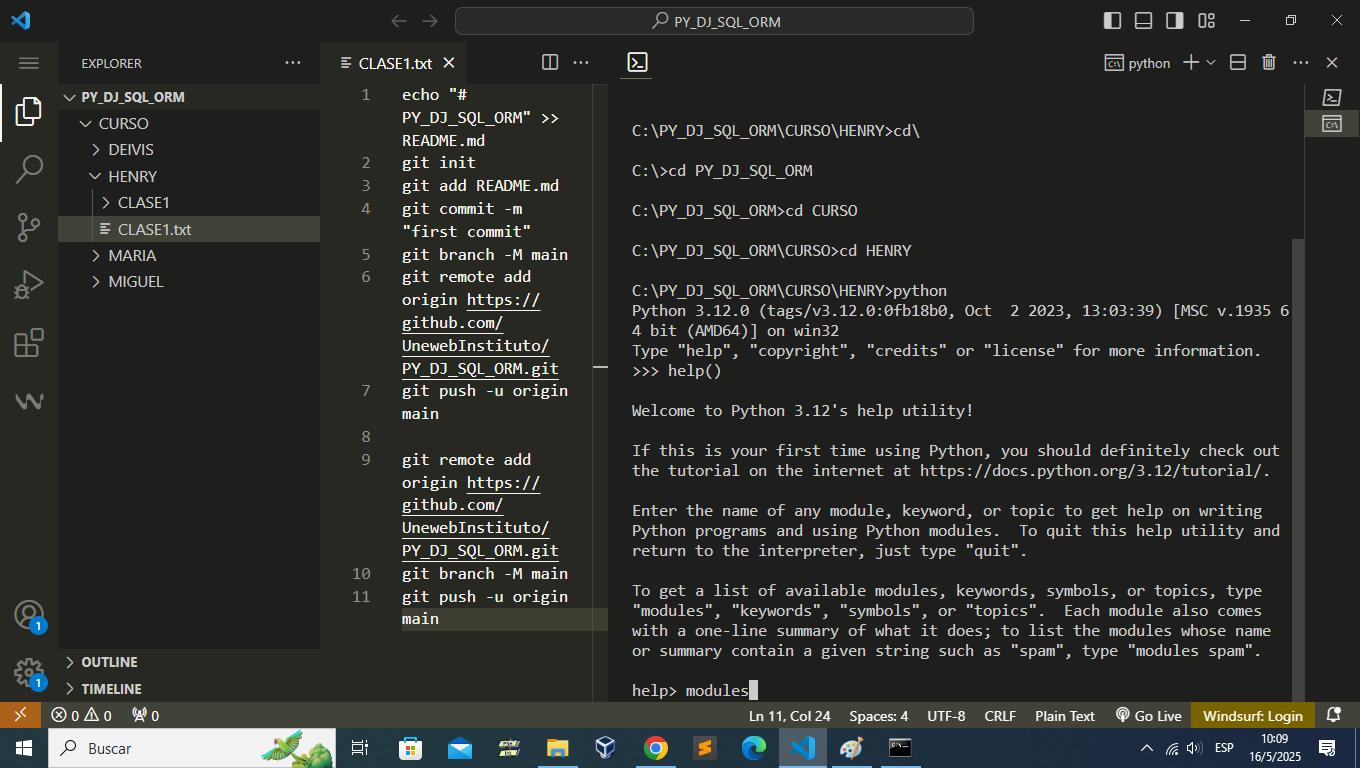 PY_DJ_SQL_ORM
EXPLORER
PY_DJ_SQL_ORM
CURSO
DEIVIS
HENRY
CLASE1
CLASE1.txt
MARIA
MIGUEL
OUTLINE
TIMELINE
1
1
CLASE1.txt
1 echo "#
PY_DJ_SQL_ORM" >>
README.md
2 git init
3 git add README.md
4 git commit -m
"first commit"
5 git branch -M main
6 git remote add
origin https://
github.com/
UnewebInstituto/
PY_DJ_SQL_ORM.git
7 git push -u origin
main
8
9 git remote add
origin https://
github.com/
UnewebInstituto/
PY_DJ_SQL_ORM.git
10 git branch -M main
11 git push -u origin
main
python
C:\PY_DJ_SQL_ORM\CURSO\HENRY>cd\
C:\>cd PY_DJ_SQL_ORM
C:\PY_DJ_SQL_ORM>cd CURSO
C:\PY_DJ_SQL_ORM\CURSO>cd HENRY
C:\PY_DJ_SQL_ORM\CURSO\HENRY>python
Python 3.12.0 (tags/v3.12.0:0fb18b0, Oct  2 2023, 13:03:39) [MSC v.1935 6
4 bit (AMD64)] on win32
Type "help", "copyright", "credits" or "license" for more information.
>>> help()
Welcome to Python 3.12's help utility!
If this is your first time using Python, you should definitely check out
the tutorial on the internet at https://docs.python.org/3.12/tutorial/.
Enter the name of any module, keyword, or topic to get help on writing
Python programs and using Python modules.  To quit this help utility and
return to the interpreter, just type "quit".
To get a list of available modules, keywords, symbols, or topics, type
"modules", "keywords", "symbols", or "topics".  Each module also comes
with a one-line summary of what it does; to list the modules whose name
or summary contain a given string such as "spam", type "modules spam".
help> modules
0 0 0
Ln 11, Col 24 Spaces: 4 UTF-8 CRLF Plain Text Go Live Windsurf: Login
Buscar
ESP
10:09
16/5/2025